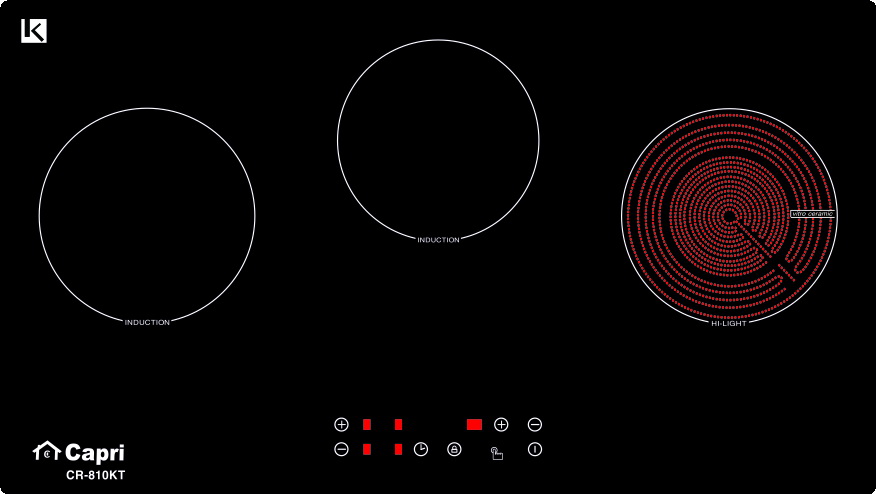 K
INDUCTION
vitro ceramic
INDUCTION
HI-LIGHT
Capri
CR-810KT